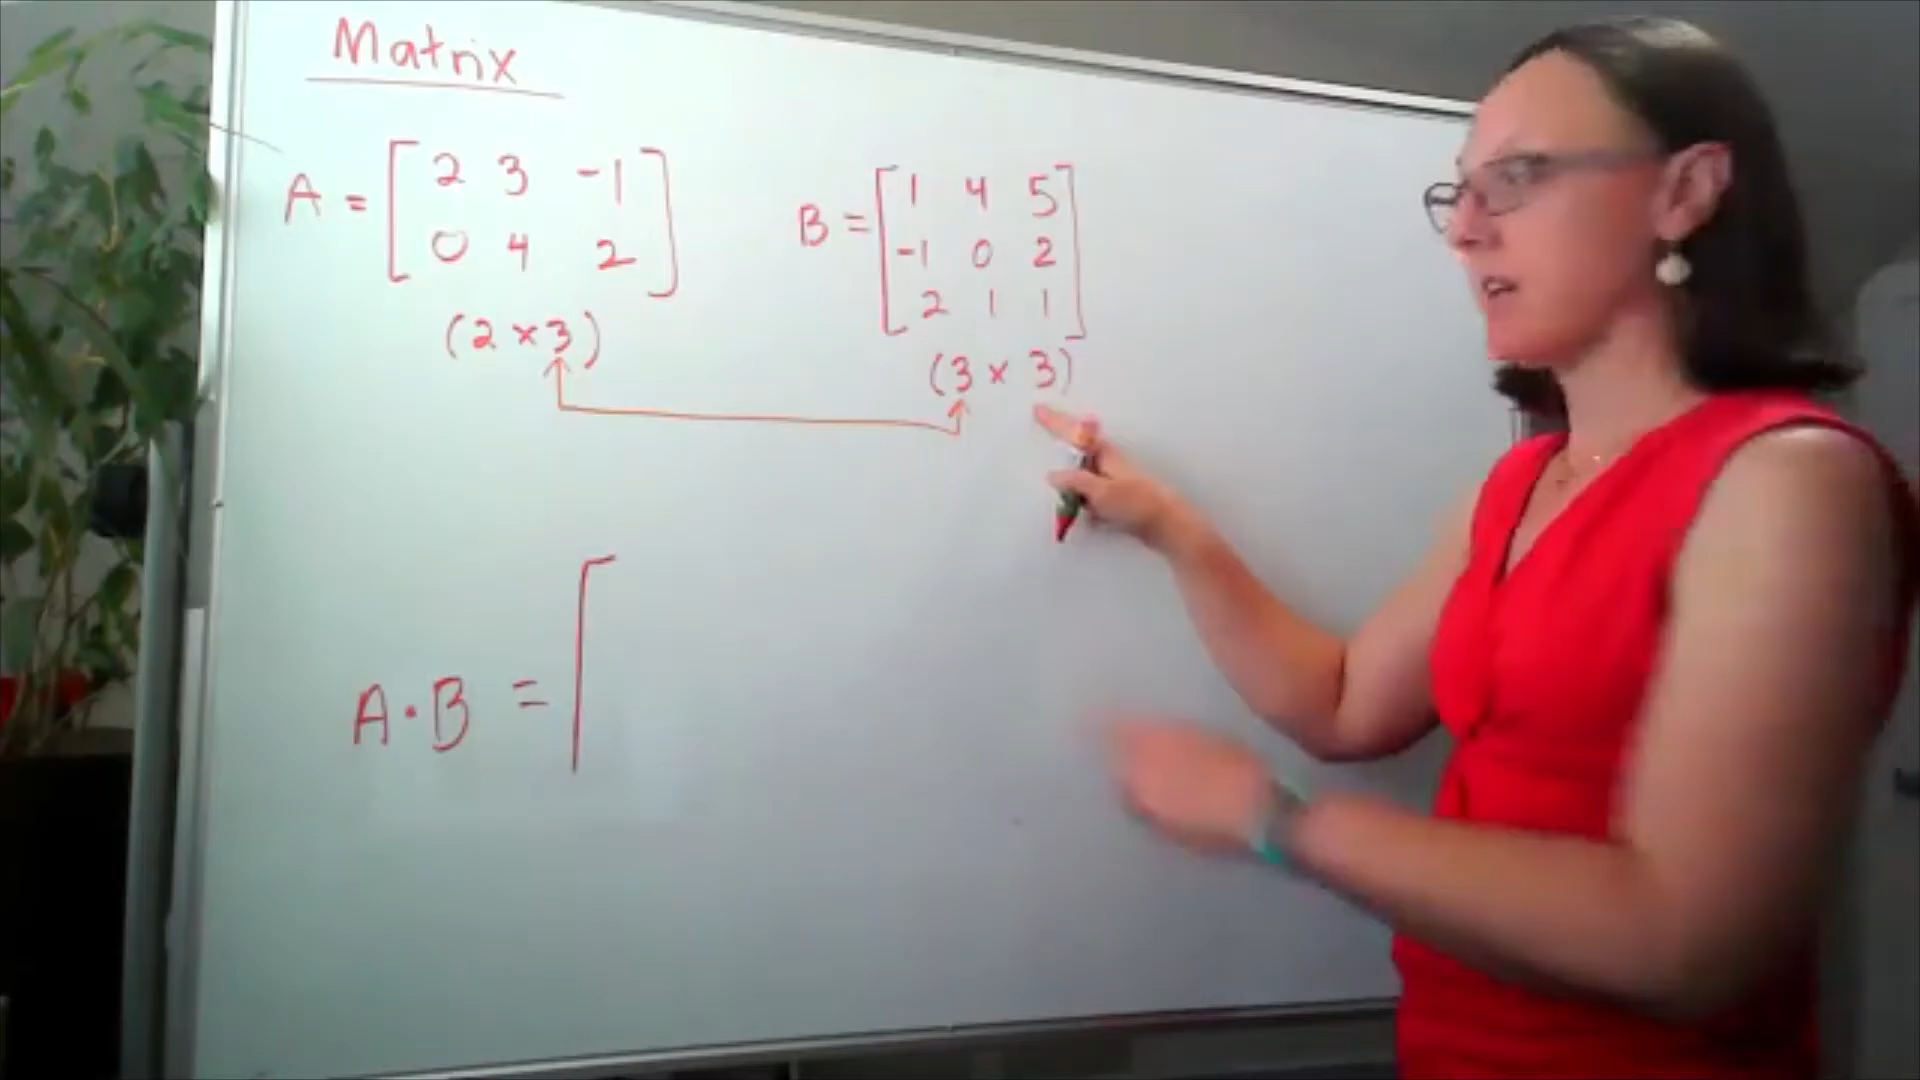 Matrix
A = [ 2 3 -1
0 4 2 ]
(2 × 3)
B = [ 1 4 5
-1 0 2
2 1 1 ]
(3 × 3)
A · B = [